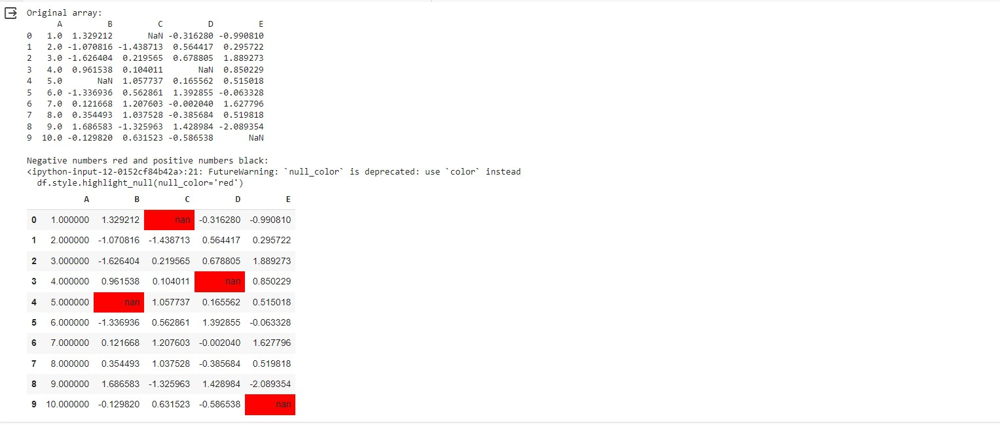 Original array:
      A         B         C         D         E
0   1.0  1.329212       NaN -0.316280 -0.990810
1   2.0 -1.070816 -1.438713  0.564417  0.295722
2   3.0 -1.626404  0.219565  0.678805  1.889273
3   4.0  0.961538  0.104011       NaN  0.850229
4   5.0       NaN  1.057737  0.165562  0.515018
5   6.0 -1.336936  0.562861  1.392855 -0.063328
6   7.0  0.121668  1.207603 -0.002040  1.627796
7   8.0  0.354493  1.037528 -0.385684  0.519818
8   9.0  1.686583 -1.325963  1.428984 -2.089354
9  10.0 -0.129820  0.631523 -0.586538       NaN
Negative numbers red and positive numbers black:
<ipython-input-12-0152cf84b42a>:21: FutureWarning: `null_color` is deprecated: use `color` instead
  df.style.highlight_null(null_color='red')
A B C D E
0 1.000000 1.329212 nan -0.316280 -0.990810
1 2.000000 -1.070816 -1.438713 0.564417 0.295722
2 3.000000 -1.626404 0.219565 0.678805 1.889273
3 4.000000 0.961538 0.104011 nan 0.850229
4 5.000000 nan 1.057737 0.165562 0.515018
5 6.000000 -1.336936 0.562861 1.392855 -0.063328
6 7.000000 0.121668 1.207603 -0.002040 1.627796
7 8.000000 0.354493 1.037528 -0.385684 0.519818
8 9.000000 1.686583 -1.325963 1.428984 -2.089354
9 10.000000 -0.129820 0.631523 -0.586538 nan